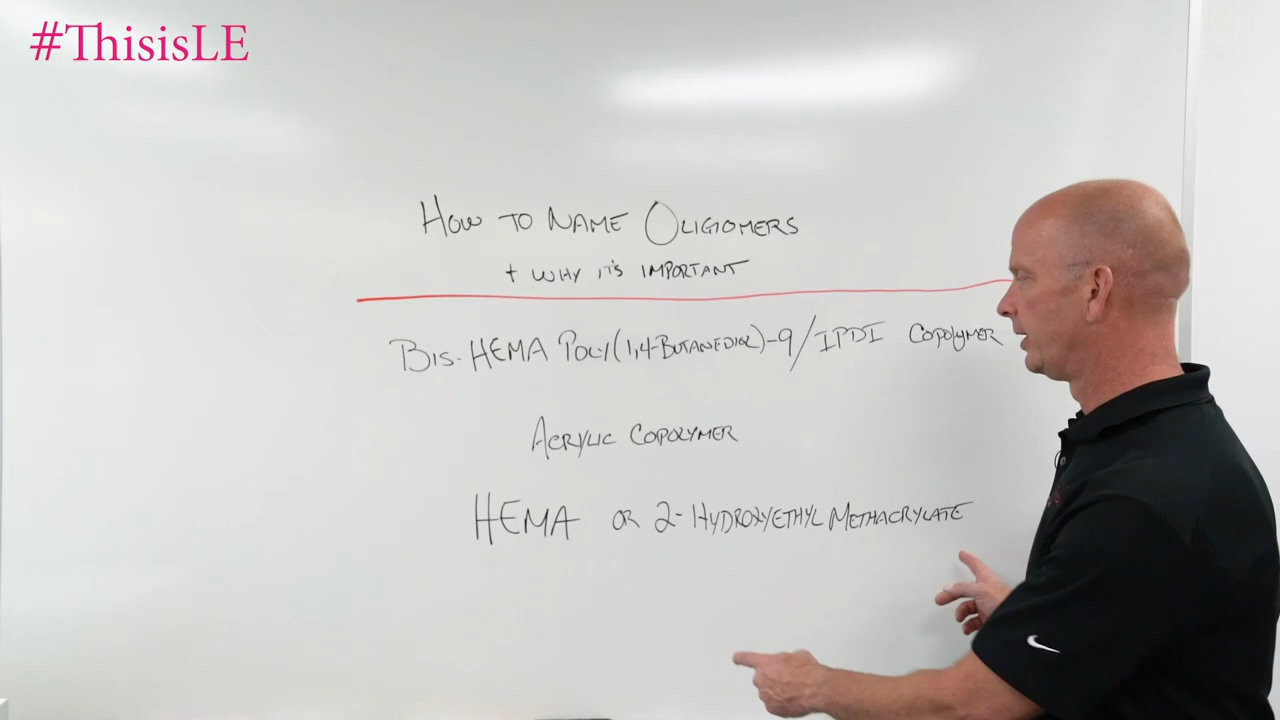 #ThisisLE
How to Name Oligiomers
+ why it's important
Bis-HEMA Poly(1,4-Butanediol)-9/IPDI Copolymer
Acrylic Copolymer
HEMA or 2-Hydroxyethyl Methacrylate